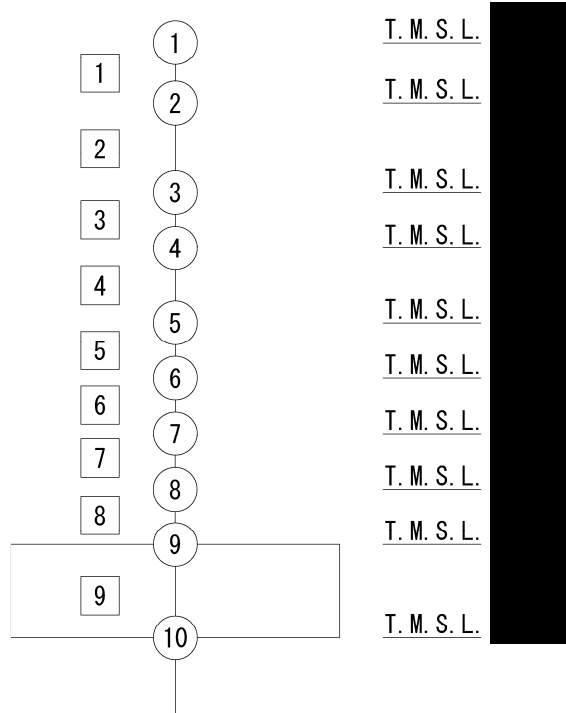 1 T. M. S. L.
1
2 T. M. S. L.
2
3 T. M. S. L.
3
4 T. M. S. L.
4
5 T. M. S. L.
5
6 T. M. S. L.
6
7 T. M. S. L.
7
8 T. M. S. L.
8
9 T. M. S. L.
9
10 T. M. S. L.